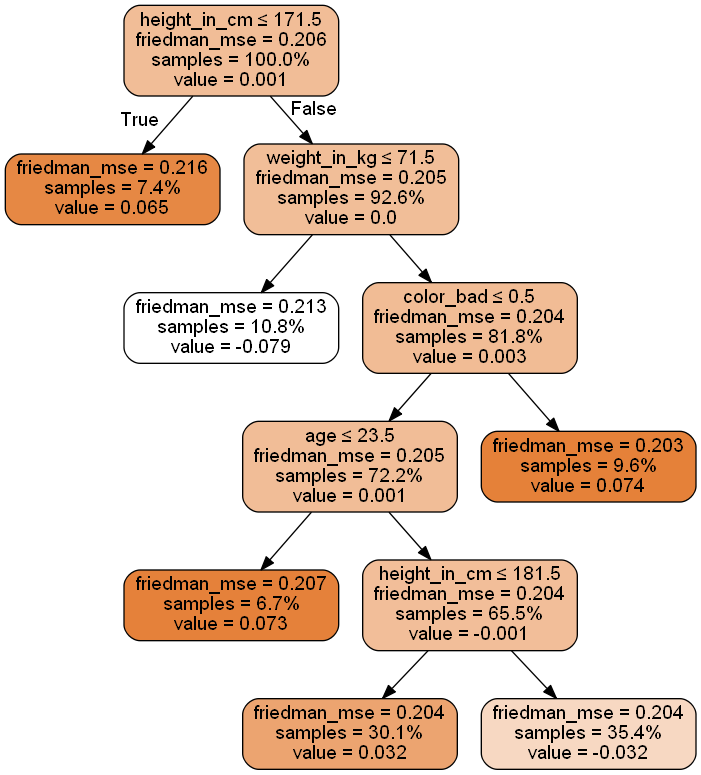 height_in_cm ≤ 171.5
friedman_mse = 0.206
samples = 100.0%
value = 0.001
True
False
friedman_mse = 0.216
samples = 7.4%
value = 0.065
weight_in_kg ≤ 71.5
friedman_mse = 0.205
samples = 92.6%
value = 0.0
friedman_mse = 0.213
samples = 10.8%
value = -0.079
color_bad ≤ 0.5
friedman_mse = 0.204
samples = 81.8%
value = 0.003
age ≤ 23.5
friedman_mse = 0.205
samples = 72.2%
value = 0.001
friedman_mse = 0.203
samples = 9.6%
value = 0.074
friedman_mse = 0.207
samples = 6.7%
value = 0.073
height_in_cm ≤ 181.5
friedman_mse = 0.204
samples = 65.5%
value = -0.001
friedman_mse = 0.204
samples = 30.1%
value = 0.032
friedman_mse = 0.204
samples = 35.4%
value = -0.032